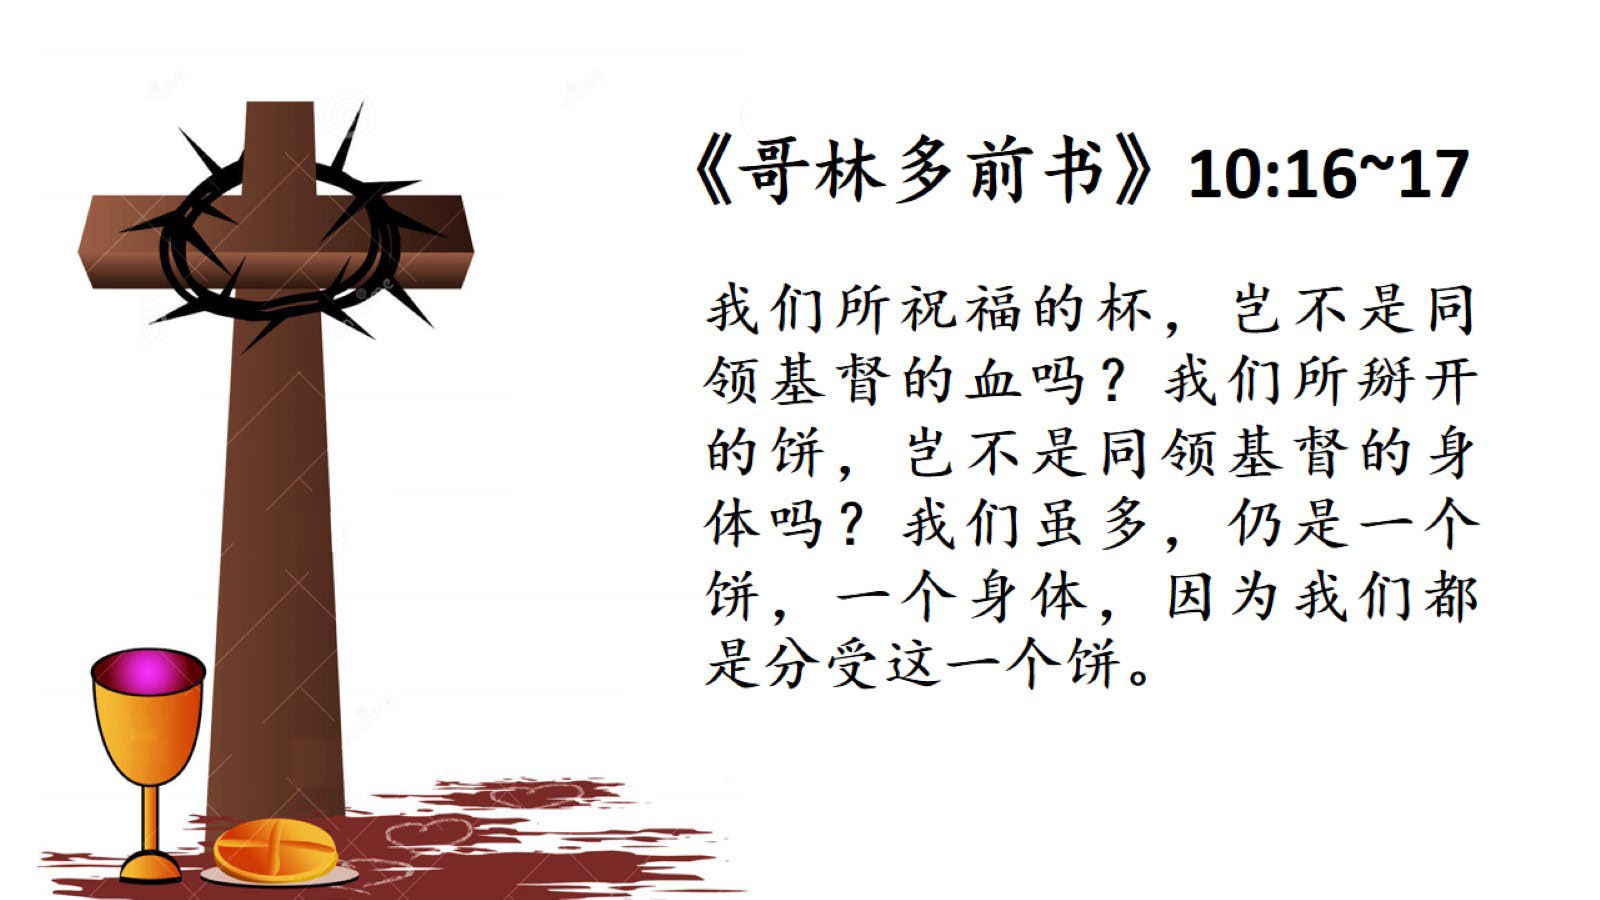 《哥林多前书》10:16~17
我们所祝福的杯，岂不是同
领基督的血吗？我们所掰开
的饼，岂不是同领基督的身
体吗？我们虽多，仍是一个
饼，一个身体，因为我们都
是分受这一个饼。